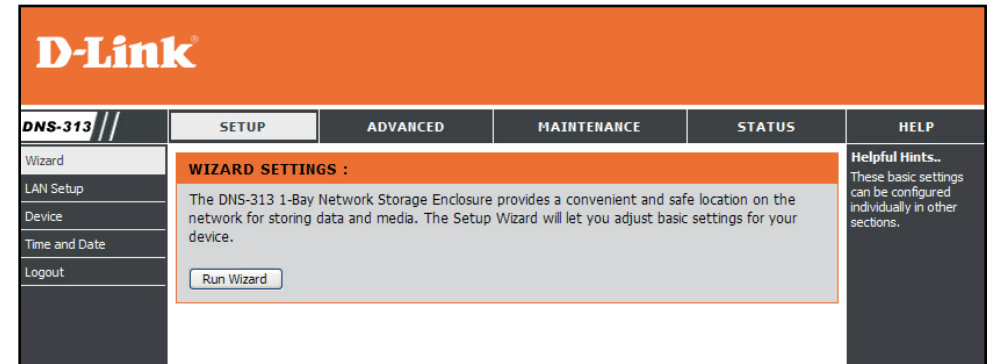 D-Link®
DNS-313 SETUP ADVANCED MAINTENANCE STATUS HELP
Wizard
LAN Setup
Device
Time and Date
Logout
WIZARD SETTINGS :
The DNS-313 1-Bay Network Storage Enclosure provides a convenient and safe location on the
network for storing data and media. The Setup Wizard will let you adjust basic settings for your
device.
Run Wizard
Helpful Hints..
These basic settings
can be configured
individually in other
sections.